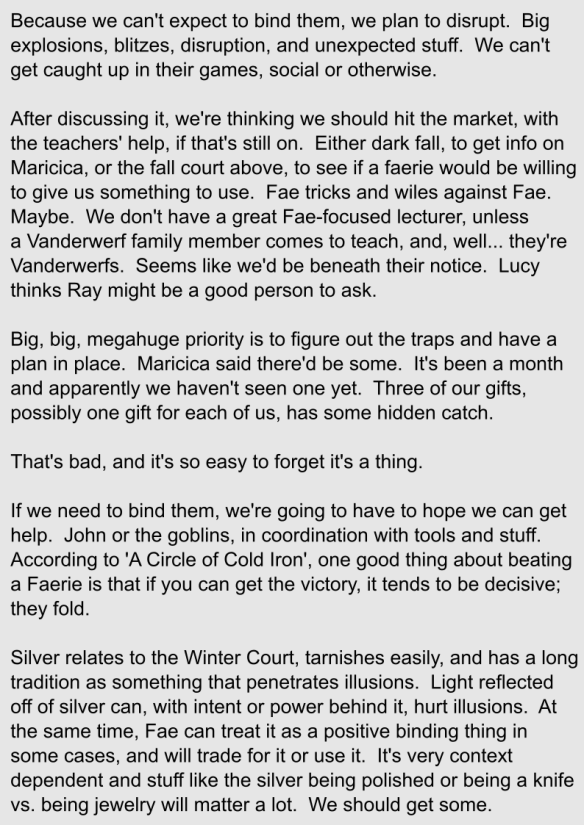 Because we can't expect to bind them, we plan to disrupt.  Big
explosions, blitzes, disruption, and unexpected stuff.  We can't
get caught up in their games, social or otherwise.

After discussing it, we're thinking we should hit the market, with
the teachers' help, if that's still on.  Either dark fall, to get info on
Maricica, or the fall court above, to see if a faerie would be willing
to give us something to use.  Fae tricks and wiles against Fae.
Maybe.  We don't have a great Fae-focused lecturer, unless
a Vanderwerf family member comes to teach, and, well... they're
Vanderwerfs.  Seems like we'd be beneath their notice.  Lucy
thinks Ray might be a good person to ask.

Big, big, megahuge priority is to figure out the traps and have a
plan in place.  Maricica said there'd be some.  It's been a month
and apparently we haven't seen one yet.  Three of our gifts,
possibly one gift for each of us, has some hidden catch.

That's bad, and it's so easy to forget it's a thing.

If we need to bind them, we're going to have to hope we can get
help.  John or the goblins, in coordination with tools and stuff.
According to 'A Circle of Cold Iron', one good thing about beating
a Faerie is that if you can get the victory, it tends to be decisive;
they fold.

Silver relates to the Winter Court, tarnishes easily, and has a long
tradition as something that penetrates illusions.  Light reflected
off of silver can, with intent or power behind it, hurt illusions.  At
the same time, Fae can treat it as a positive binding thing in
some cases, and will trade for it or use it.  It's very context
dependent and stuff like the silver being polished or being a knife
vs. being jewelry will matter a lot.  We should get some.